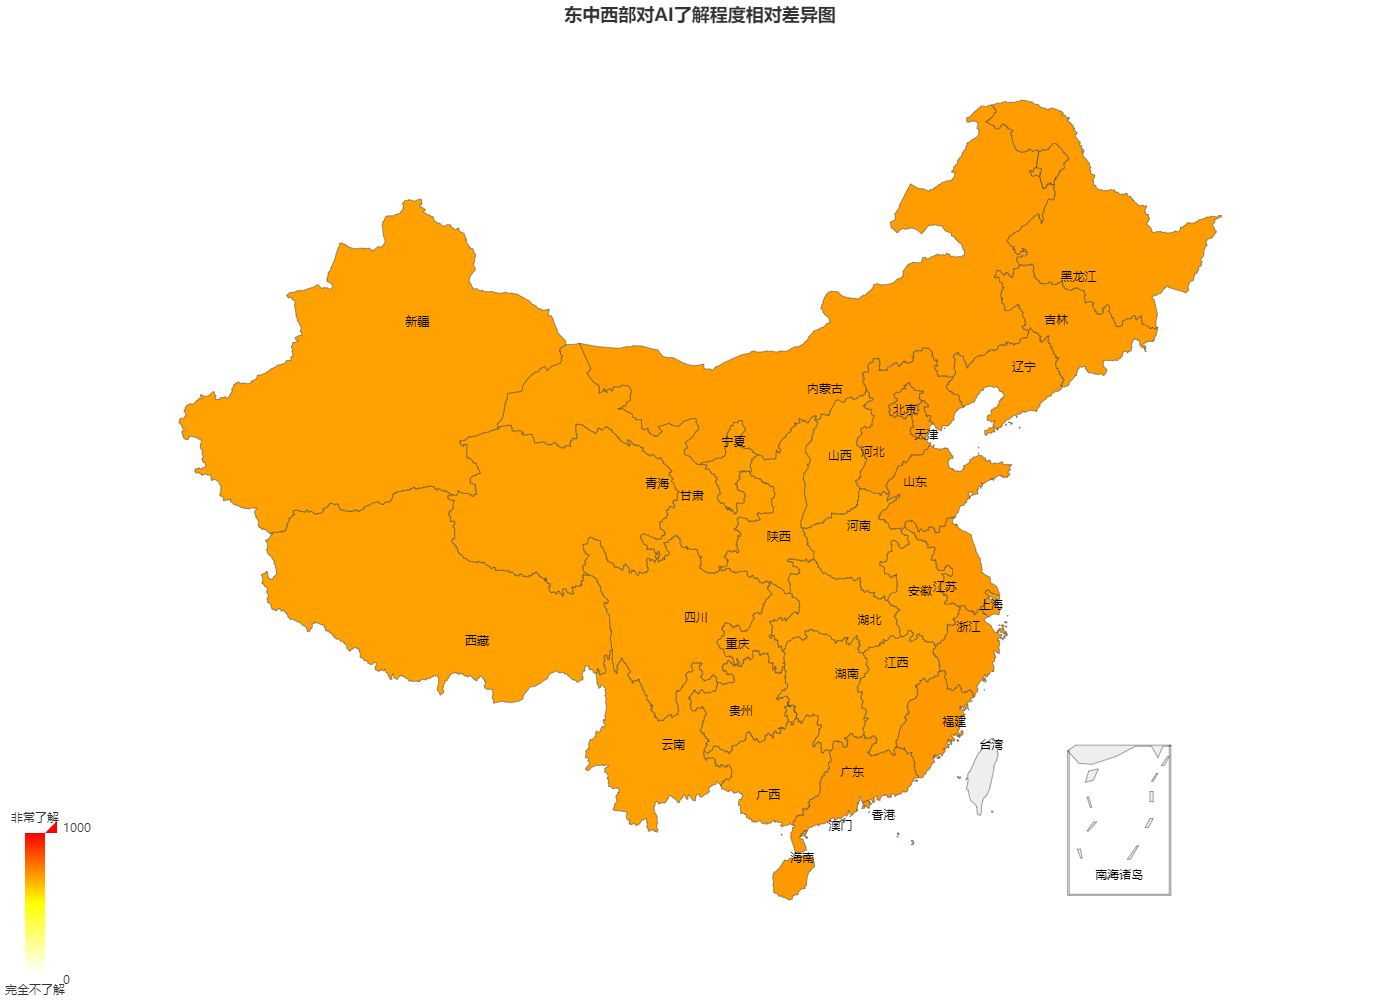 东中西部对AI了解程度相对差异图
黑龙江
新疆
吉林
辽宁
内蒙古
北京
天津
宁夏
河北
山西
山东
青海
甘肃
河南
陕西
江苏
安徽
上海
四川
湖北
浙江
西藏
重庆
江西
湖南
贵州
福建
云南
台湾
广东
广西
香港
澳门
海南
南海诸岛
非常了解
1000
0
完全不了解